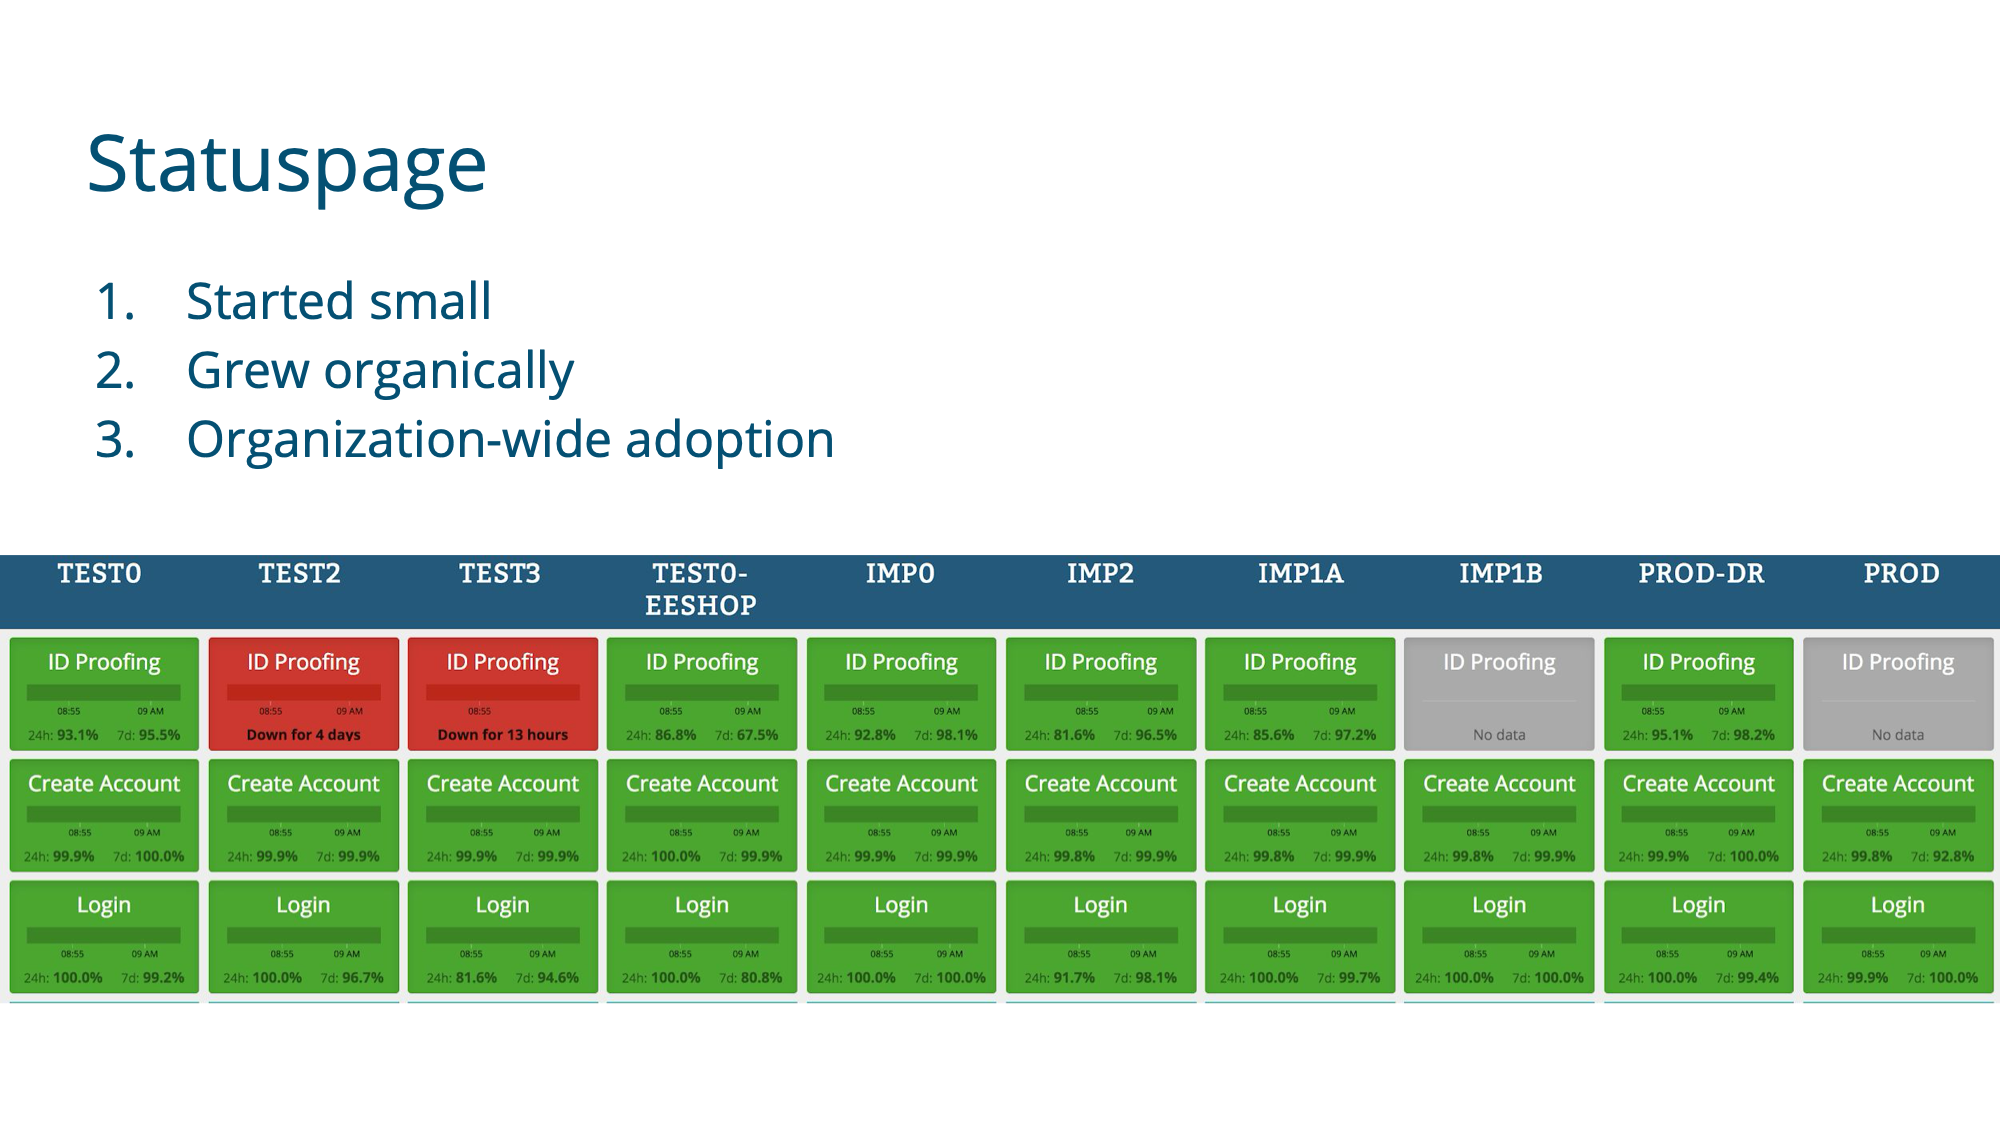 Statuspage
1. Started small
2. Grew organically
3. Organization-wide adoption
TEST0 TEST2 TEST3 TEST0- IMP0 IMP2 IMP1A IMP1B PROD-DR PROD
EESHOP
ID Proofing ID Proofing ID Proofing ID Proofing ID Proofing ID Proofing ID Proofing ID Proofing ID Proofing ID Proofing
08:55 09 AM 08:55 09 AM 08:55 08:55 09 AM 08:55 09 AM 08:55 09 AM 08:55 09 AM 08:55 09 AM
24h: 93.1% 7d: 95.5% Down for 4 days Down for 13 hours 24h: 86.8% 7d: 67.5% 24h: 92.8% 7d: 98.1% 24h: 81.6% 7d: 96.5% 24h: 85.6% 7d: 97.2% No data 24h: 95.1% 7d: 98.2% No data
Create Account Create Account Create Account Create Account Create Account Create Account Create Account Create Account Create Account Create Account
08:55 09 AM 08:55 09 AM 08:55 09 AM 08:55 09 AM 08:55 09 AM 08:55 09 AM 08:55 09 AM 08:55 09 AM 08:55 09 AM 08:55 09 AM
24h: 99.9% 7d: 100.0% 24h: 99.9% 7d: 99.9% 24h: 99.9% 7d: 99.9% 24h: 100.0% 7d: 99.9% 24h: 99.9% 7d: 99.9% 24h: 99.8% 7d: 99.9% 24h: 99.8% 7d: 99.9% 24h: 99.8% 7d: 99.9% 24h: 99.9% 7d: 100.0% 24h: 99.8% 7d: 92.8%
Login Login Login Login Login Login Login Login Login Login
08:55 09 AM 08:55 09 AM 08:55 09 AM 08:55 09 AM 08:55 09 AM 08:55 09 AM 08:55 09 AM 08:55 09 AM 08:55 09 AM 08:55 09 AM
24h: 100.0% 7d: 99.2% 24h: 100.0% 7d: 96.7% 24h: 81.6% 7d: 94.6% 24h: 100.0% 7d: 80.8% 24h: 100.0% 7d: 100.0% 24h: 91.7% 7d: 98.1% 24h: 100.0% 7d: 99.7% 24h: 100.0% 7d: 100.0% 24h: 100.0% 7d: 99.4% 24h: 99.9% 7d: 100.0%